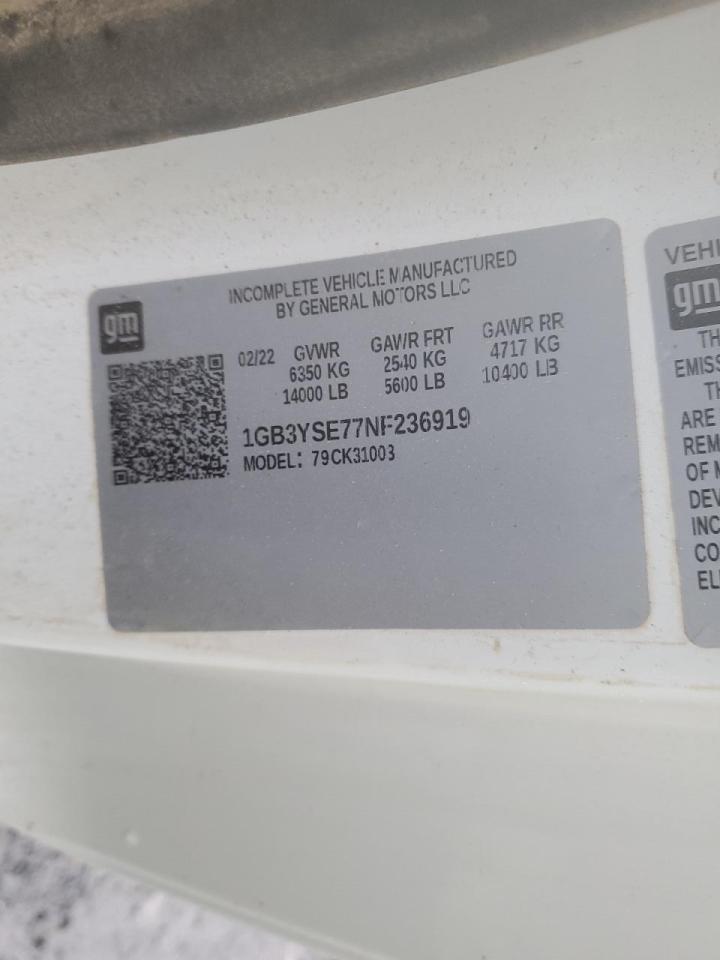 INCOMPLETE VEHICLE MANUFACTURED
BY GENERAL MOTORS LLC
gm
02/22 GVWR GAWR FRT GAWR RR
6350 KG 2540 KG 4717 KG
14000 LB 5600 LB 10400 LB
1GB3YSE77NF236919
MODEL: 79CK31003
VEHI
gm
TH
EMISS
TH
ARE
REM
OF M
DEV
INC
CO
ELE